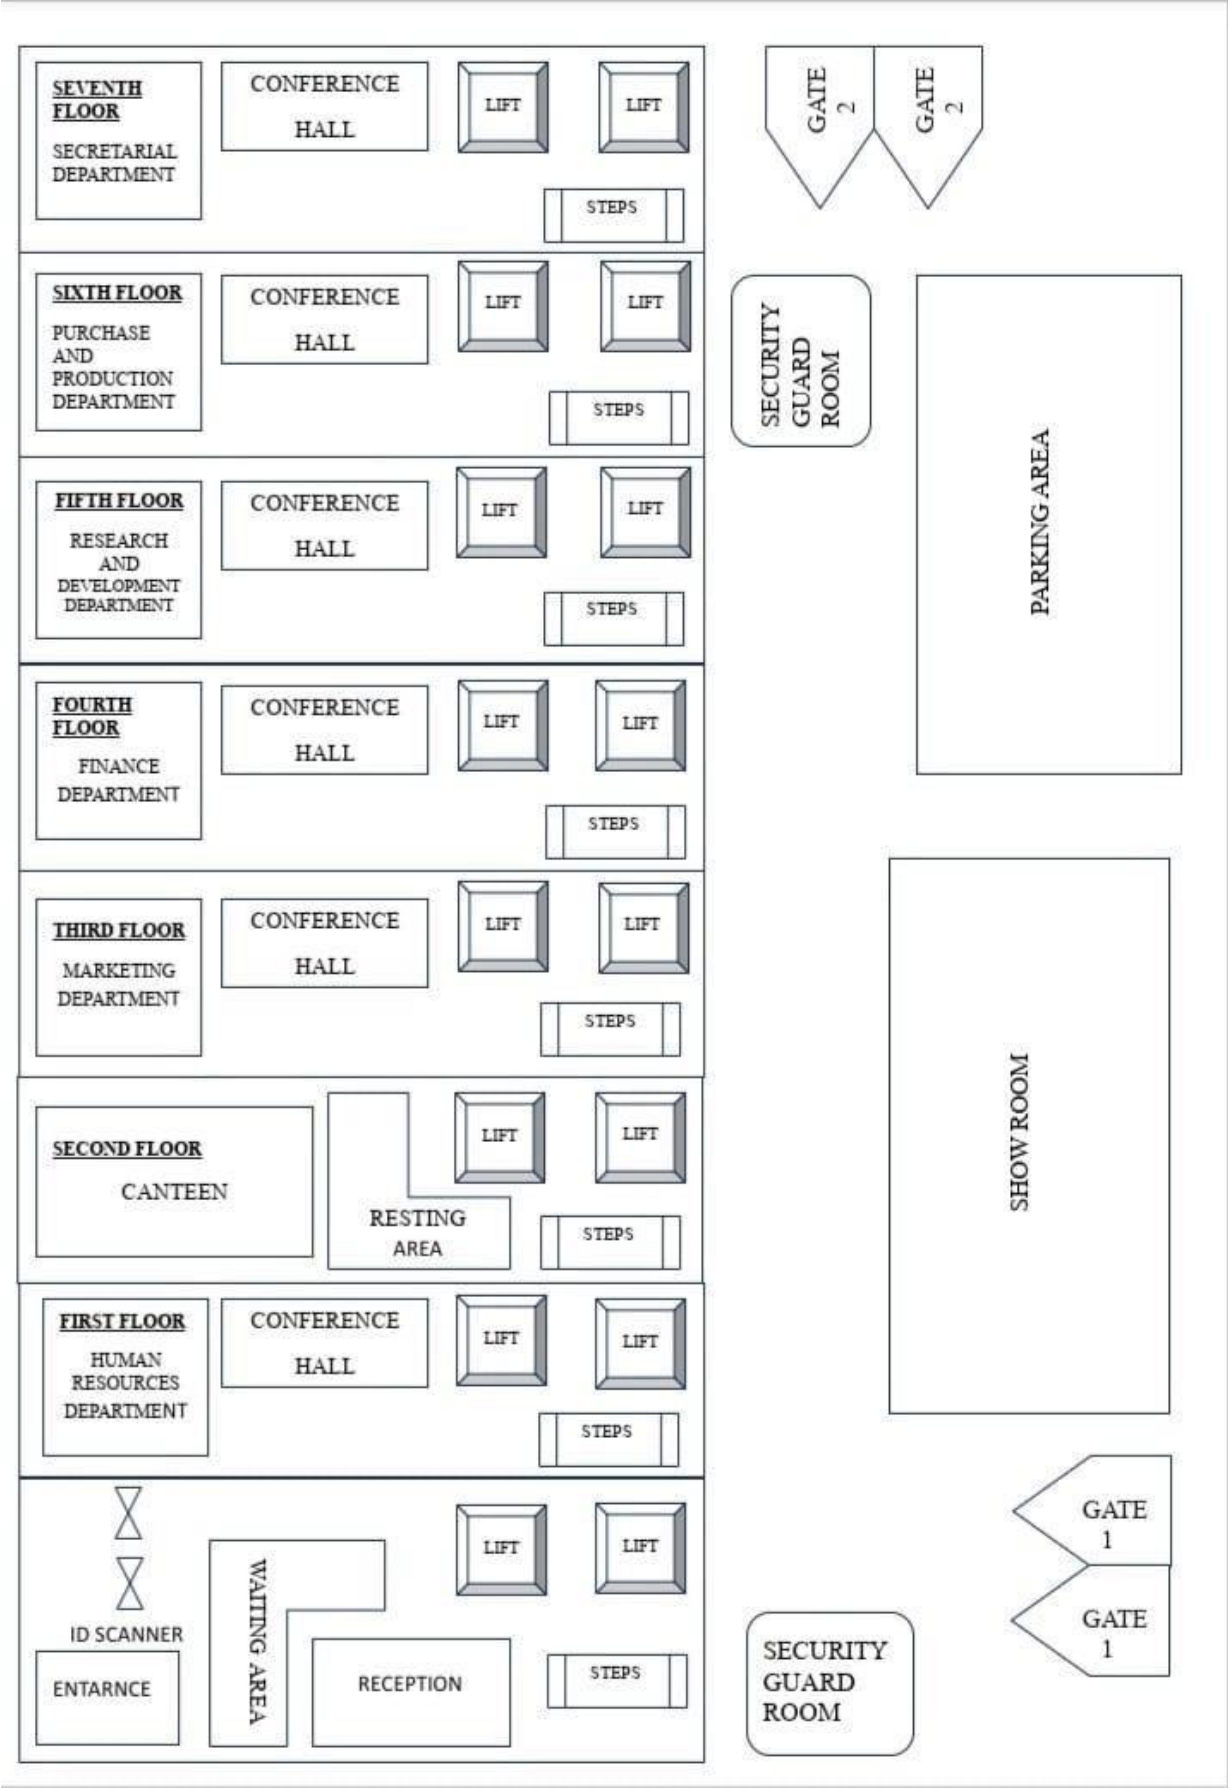 SEVENTH
FLOOR
SECRETARIAL
DEPARTMENT
CONFERENCE
HALL
LIFT
LIFT
STEPS
SIXTH FLOOR
PURCHASE
AND
PRODUCTION
DEPARTMENT
CONFERENCE
HALL
LIFT
LIFT
STEPS
FIFTH FLOOR
RESEARCH
AND
DEVELOPMENT
DEPARTMENT
CONFERENCE
HALL
LIFT
LIFT
STEPS
FOURTH
FLOOR
FINANCE
DEPARTMENT
CONFERENCE
HALL
LIFT
LIFT
STEPS
THIRD FLOOR
MARKETING
DEPARTMENT
CONFERENCE
HALL
LIFT
LIFT
STEPS
SECOND FLOOR
CANTEEN
RESTING
AREA
LIFT
LIFT
STEPS
FIRST FLOOR
HUMAN
RESOURCES
DEPARTMENT
CONFERENCE
HALL
LIFT
LIFT
STEPS
ID SCANNER
ENTARNCE
WAITING AREA
RECEPTION
LIFT
LIFT
STEPS
GATE
2
GATE
2
SECURITY
GUARD
ROOM
PARKING AREA
SHOW ROOM
GATE
1
GATE
1
SECURITY
GUARD
ROOM